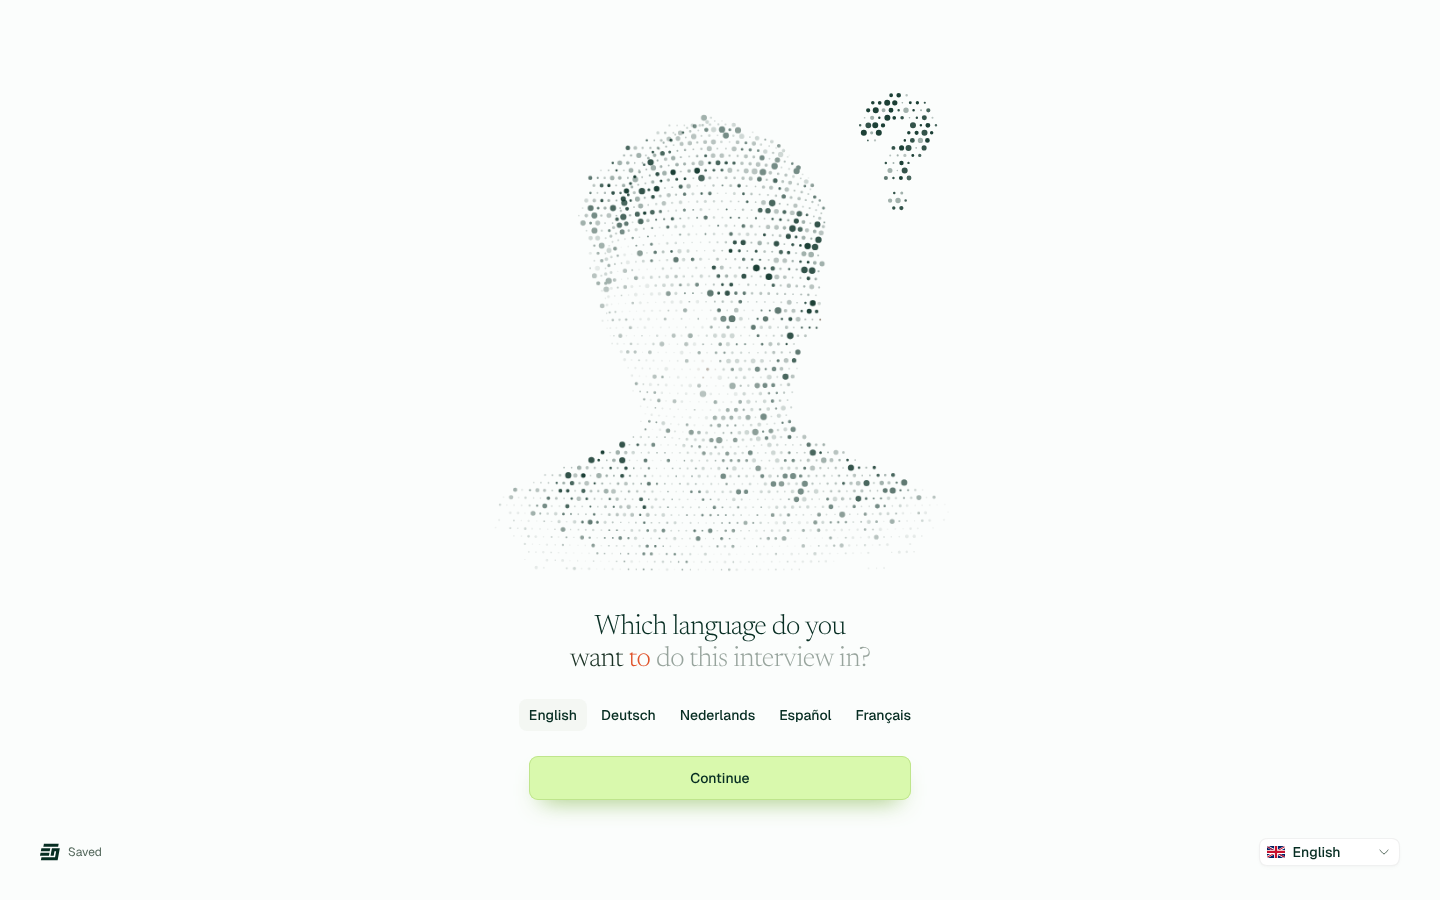 Which language do you
want to do this interview in?
English Deutsch Nederlands Español Français
Continue
Saved
English